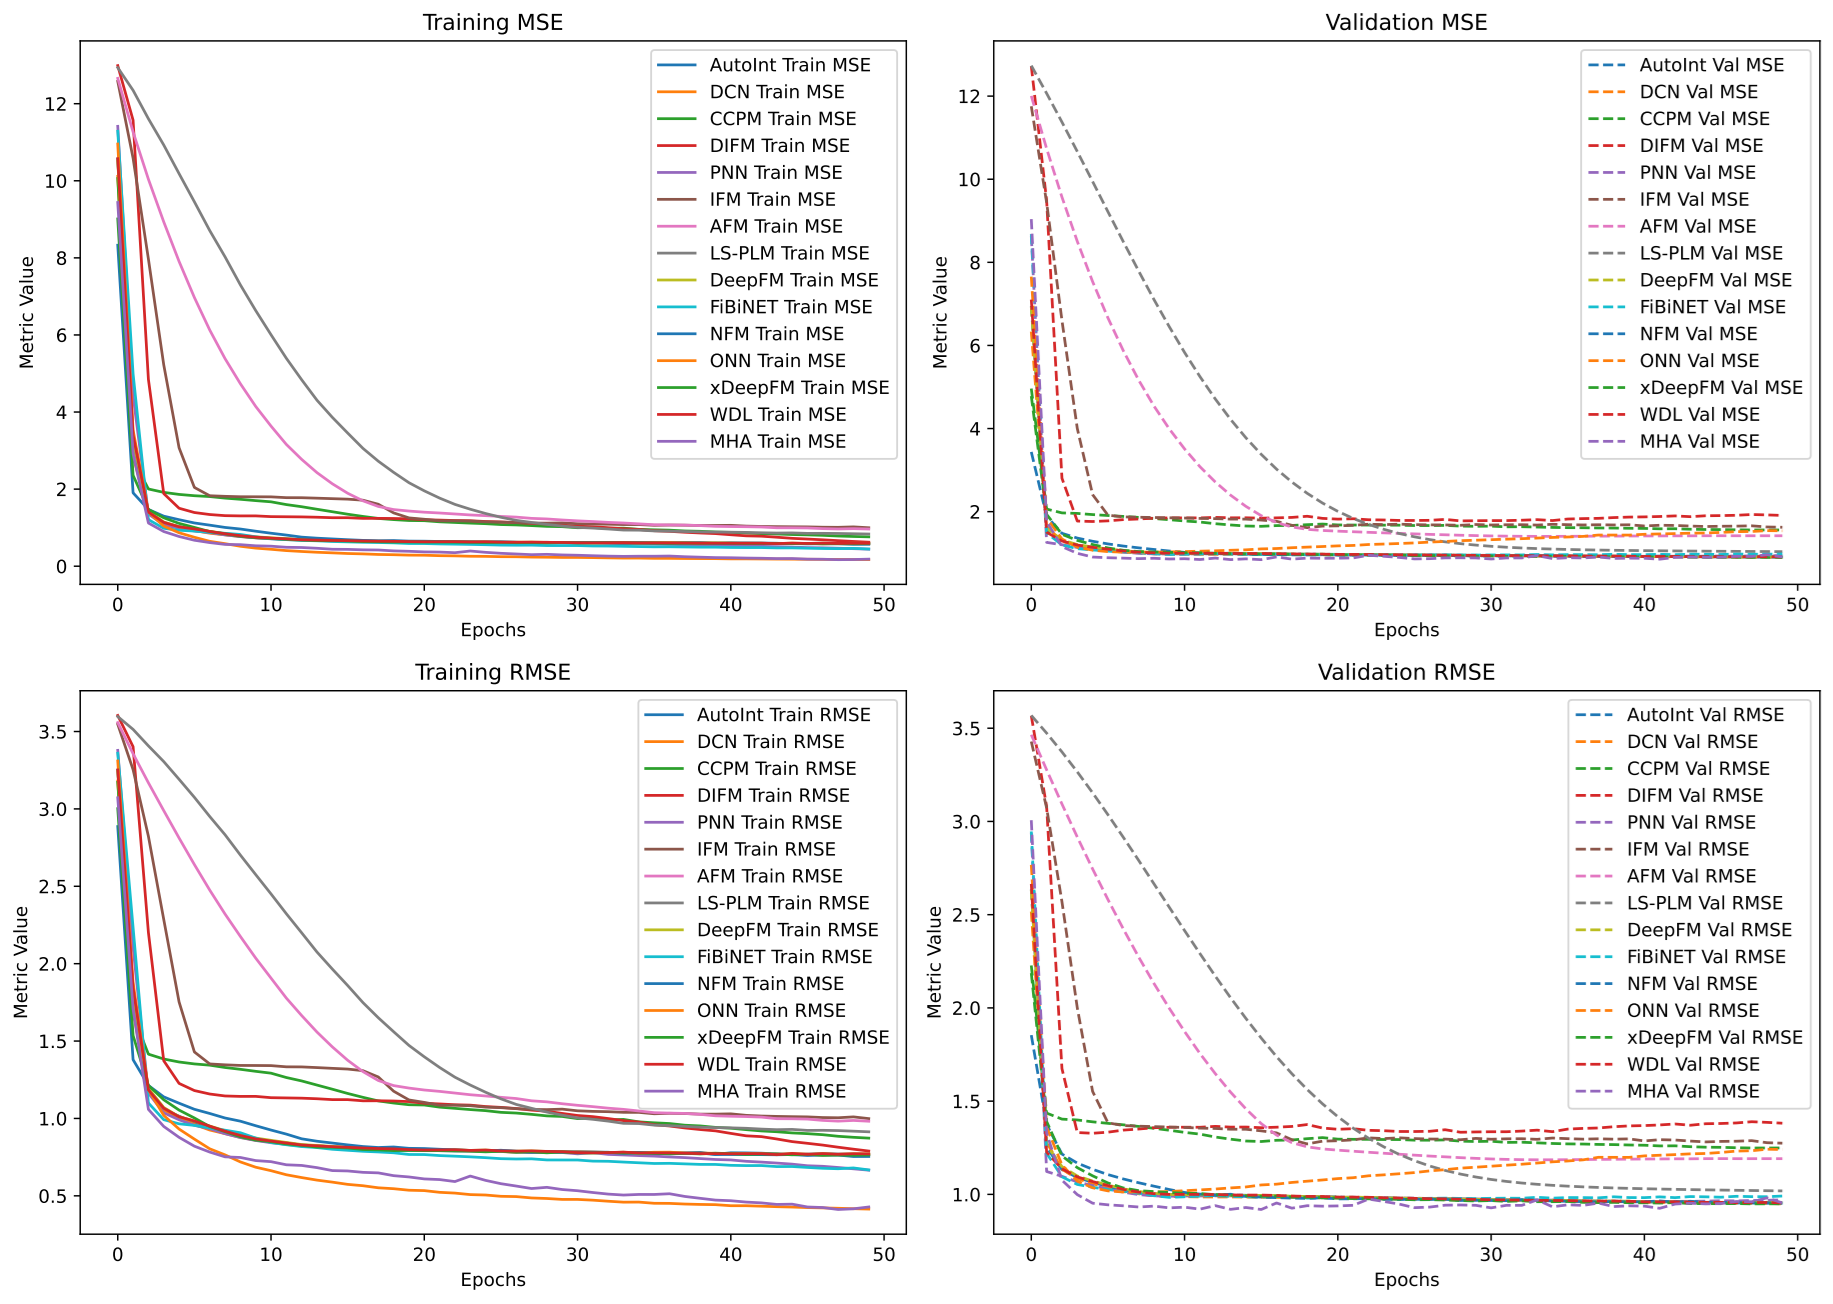 Training MSE
Metric Value
12
10
8
6
4
2
0
0 10 20 30 40 50
Epochs
AutoInt Train MSE
DCN Train MSE
CCPM Train MSE
DIFM Train MSE
PNN Train MSE
IFM Train MSE
AFM Train MSE
LS-PLM Train MSE
DeepFM Train MSE
FiBiNET Train MSE
NFM Train MSE
ONN Train MSE
xDeepFM Train MSE
WDL Train MSE
MHA Train MSE
Validation MSE
Metric Value
12
10
8
6
4
2
0 10 20 30 40 50
Epochs
AutoInt Val MSE
DCN Val MSE
CCPM Val MSE
DIFM Val MSE
PNN Val MSE
IFM Val MSE
AFM Val MSE
LS-PLM Val MSE
DeepFM Val MSE
FiBiNET Val MSE
NFM Val MSE
ONN Val MSE
xDeepFM Val MSE
WDL Val MSE
MHA Val MSE
Training RMSE
Metric Value
3.5
3.0
2.5
2.0
1.5
1.0
0.5
0 10 20 30 40 50
Epochs
AutoInt Train RMSE
DCN Train RMSE
CCPM Train RMSE
DIFM Train RMSE
PNN Train RMSE
IFM Train RMSE
AFM Train RMSE
LS-PLM Train RMSE
DeepFM Train RMSE
FiBiNET Train RMSE
NFM Train RMSE
ONN Train RMSE
xDeepFM Train RMSE
WDL Train RMSE
MHA Train RMSE
Validation RMSE
Metric Value
3.5
3.0
2.5
2.0
1.5
1.0
0 10 20 30 40 50
Epochs
AutoInt Val RMSE
DCN Val RMSE
CCPM Val RMSE
DIFM Val RMSE
PNN Val RMSE
IFM Val RMSE
AFM Val RMSE
LS-PLM Val RMSE
DeepFM Val RMSE
FiBiNET Val RMSE
NFM Val RMSE
ONN Val RMSE
xDeepFM Val RMSE
WDL Val RMSE
MHA Val RMSE